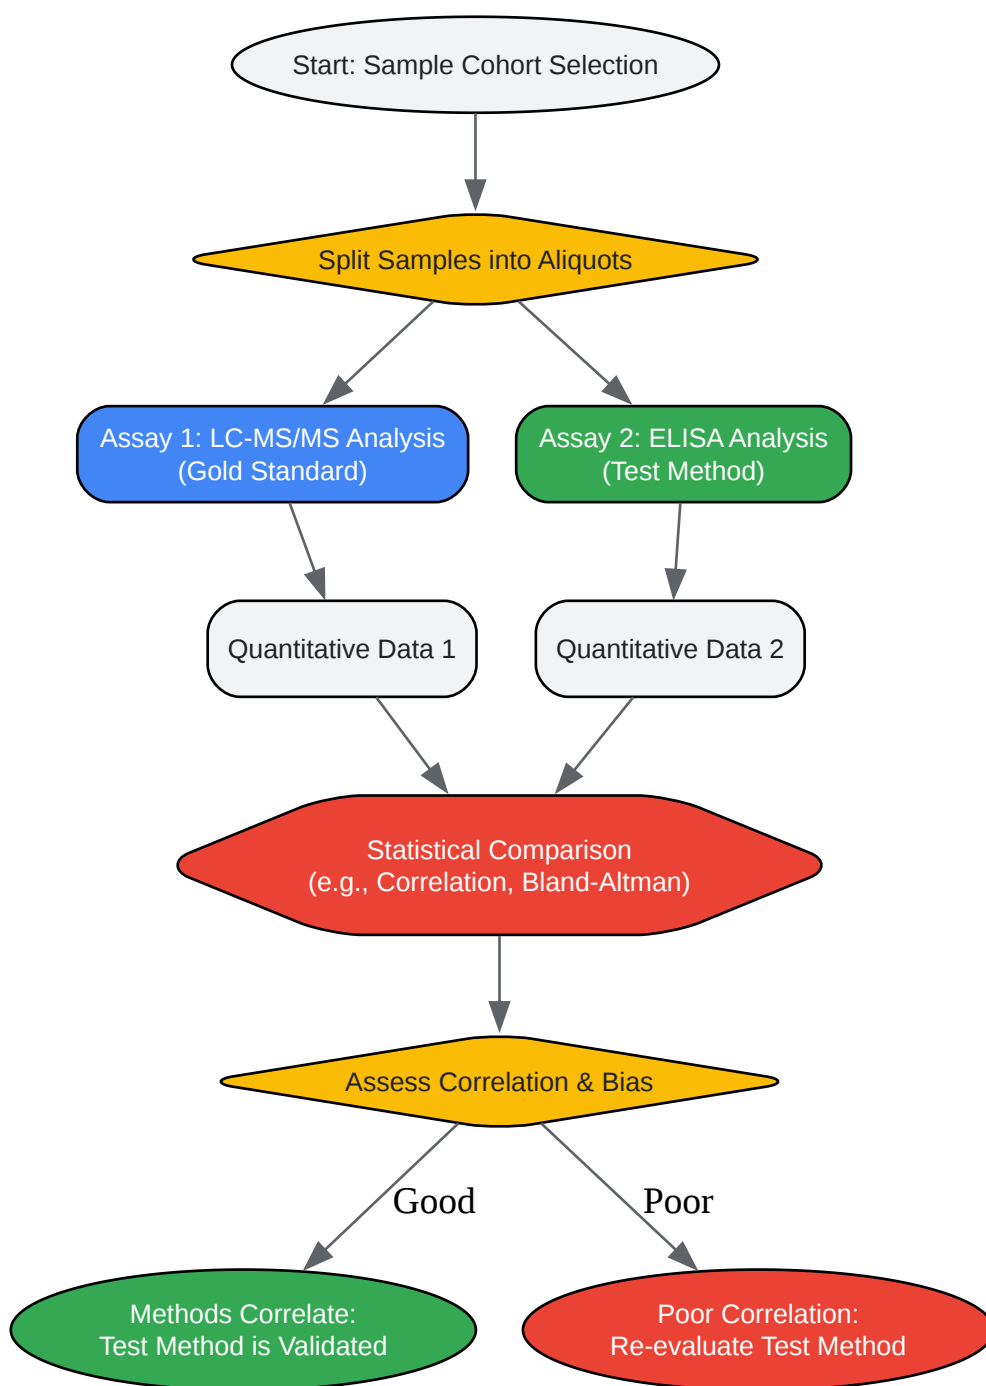 Start: Sample Cohort Selection
Split Samples into Aliquots
Assay 1: LC-MS/MS Analysis
(Gold Standard)
Assay 2: ELISA Analysis
(Test Method)
Quantitative Data 1
Quantitative Data 2
Statistical Comparison
(e.g., Correlation, Bland-Altman)
Assess Correlation & Bias
Good
Poor
Methods Correlate:
Test Method is Validated
Poor Correlation:
Re-evaluate Test Method